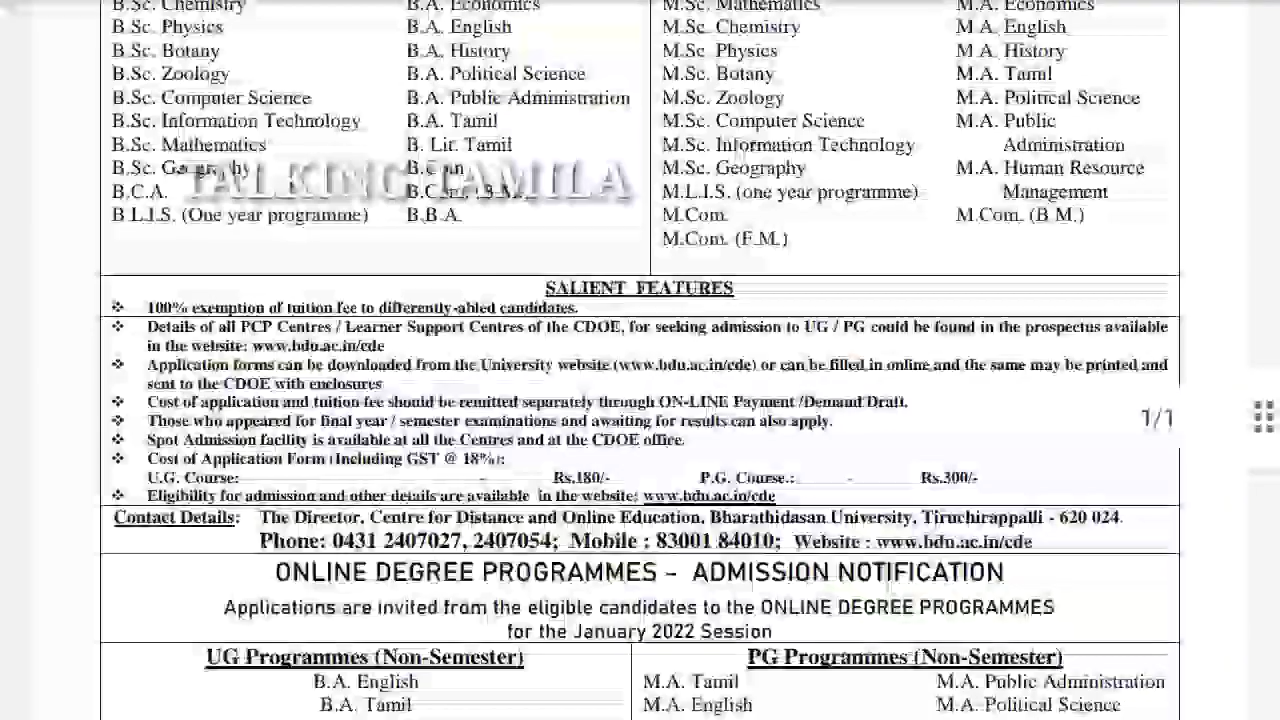 B.Sc. Chemistry B.A. Economics M.Sc. Mathematics M.A. Economics
B.Sc. Physics B.A. English M.Sc. Chemistry M.A. English
B.Sc. Botany B.A. History M.Sc. Physics M.A. History
B.Sc. Zoology B.A. Political Science M.Sc. Botany M.A. Tamil
B.Sc. Computer Science B.A. Public Administration M.Sc. Zoology M.A. Political Science
B.Sc. Information Technology B.A. Tamil M.Sc. Computer Science M.A. Public
B.Sc. Mathematics B. Lit. Tamil M.Sc. Information Technology Administration
B.Sc. Geography B.Com. M.Sc. Geography M.A. Human Resource
TALKING TAMILA
B.C.A. B.Com. (B.M.) M.L.I.S. (one year programme) Management
B.L.I.S. (One year programme) B.B.A. M.Com. M.Com. (B.M.)
M.Com. (F.M.)
SALIENT FEATURES
❖ 100% exemption of tuition fee to differently-abled candidates.
❖ Details of all PCP Centres / Learner Support Centres of the CDOE, for seeking admission to UG / PG could be found in the prospectus available
in the website: www.bdu.ac.in/cde
❖ Application forms can be downloaded from the University website (www.bdu.ac.in/cde) or can be filled in online and the same may be printed and
sent to the CDOE with enclosures
❖ Cost of application and tuition fee should be remitted separately through ON-LINE Payment /Demand Draft.
❖ Those who appeared for final year / semester examinations and awaiting for results can also apply.
1/1
❖ Spot Admission facility is available at all the Centres and at the CDOE office.
❖ Cost of Application Form (Including GST @ 18%):
U.G. Course: - Rs.180/- P.G. Course.: - Rs.300/-
❖ Eligibility for admission and other details are available in the website: www.bdu.ac.in/cde
Contact Details: The Director, Centre for Distance and Online Education, Bharathidasan University, Tiruchirappalli - 620 024.
Phone: 0431 2407027, 2407054; Mobile : 83001 84010; Website : www.bdu.ac.in/cde
ONLINE DEGREE PROGRAMMES - ADMISSION NOTIFICATION
Applications are invited from the eligible candidates to the ONLINE DEGREE PROGRAMMES
for the January 2022 Session
UG Programmes (Non-Semester) PG Programmes (Non-Semester)
B.A. English M.A. Tamil M.A. Public Administration
B.A. Tamil M.A. English M.A. Political Science